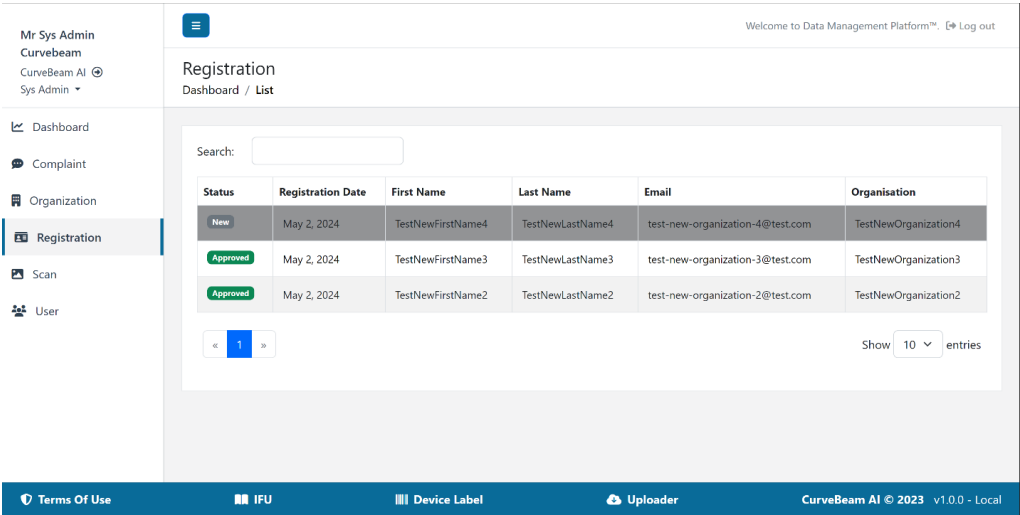 Mr Sys Admin
Curvebeam
CurveBeam AI
Sys Admin
Dashboard
Complaint
Organization
Registration
Scan
User
Welcome to Data Management Platform™. Log out
Registration
Dashboard / List
Search:
Status Registration Date First Name Last Name Email Organisation
New May 2, 2024 TestNewFirstName4 TestNewLastName4 test-new-organization-4@test.com TestNewOrganization4
Approved May 2, 2024 TestNewFirstName3 TestNewLastName3 test-new-organization-3@test.com TestNewOrganization3
Approved May 2, 2024 TestNewFirstName2 TestNewLastName2 test-new-organization-2@test.com TestNewOrganization2
« 1 » Show 10 entries
Terms Of Use IFU Device Label Uploader CurveBeam AI © 2023 v1.0.0 - Local